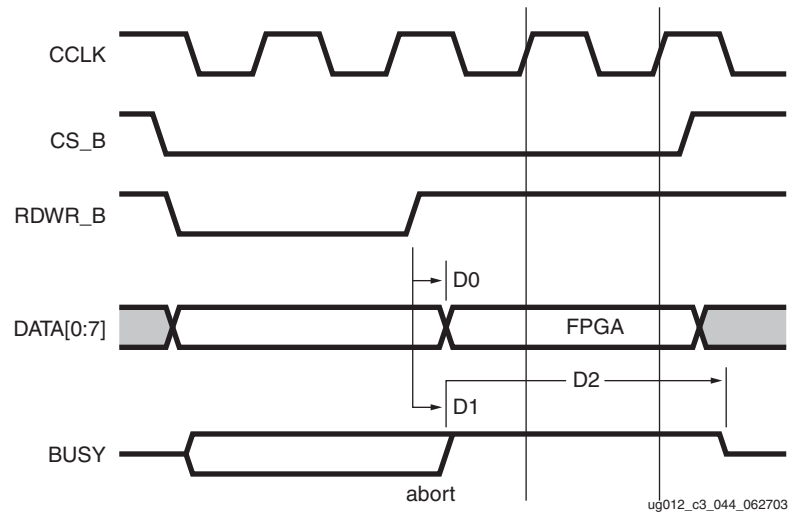 CCLK
CS_B
RDWR_B
D0
DATA[0:7]
FPGA
D2
D1
BUSY
abort
ug012_c3_044_062703